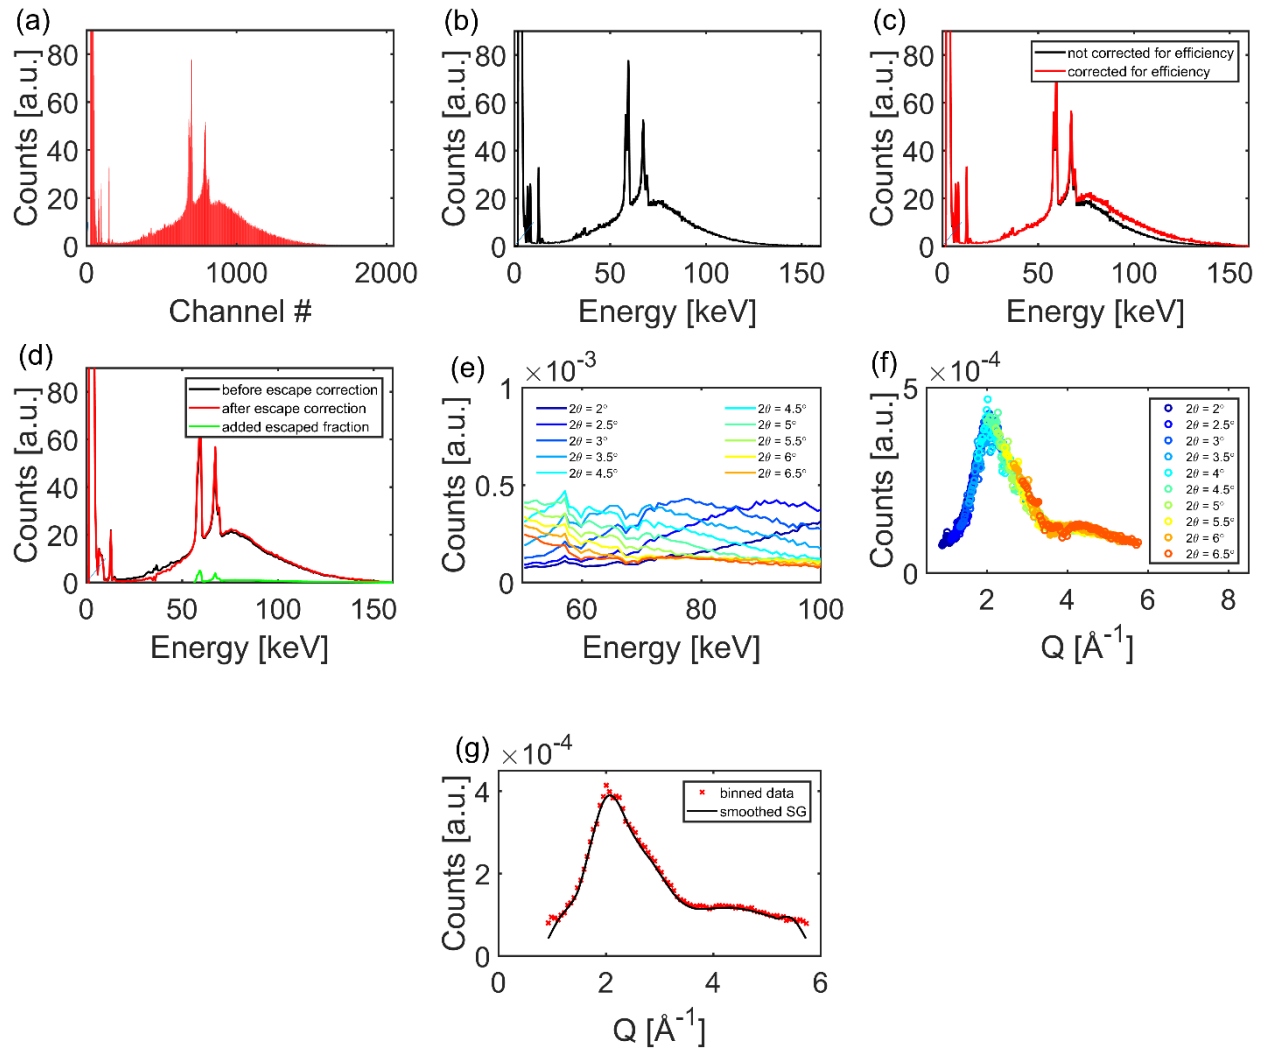 (a)
80
60
40
20
0
Counts [a.u.]
0 1000 2000
Channel #
(b)
80
60
40
20
0
Counts [a.u.]
0 50 100 150
Energy [keV]
(c)
80
60
40
20
0
Counts [a.u.]
not corrected for efficiency
corrected for efficiency
0 50 100 150
Energy [keV]
(d)
80
60
40
20
0
Counts [a.u.]
before escape correction
after escape correction
added escaped fraction
0 50 100 150
Energy [keV]
(e)
×10⁻³
1
0.5
0
Counts [a.u.]
2θ = 2°
2θ = 2.5°
2θ = 3°
2θ = 3.5°
2θ = 4.5°
2θ = 4.5°
2θ = 5°
2θ = 5.5°
2θ = 6°
2θ = 6.5°
60 80 100
Energy [keV]
(f)
×10⁻⁴
5
0
Counts [a.u.]
2θ = 2°
2θ = 2.5°
2θ = 3°
2θ = 3.5°
2θ = 4°
2θ = 4.5°
2θ = 5°
2θ = 5.5°
2θ = 6°
2θ = 6.5°
2 4 6 8
Q [Å⁻¹]
(g)
×10⁻⁴
4
2
0
Counts [a.u.]
binned data
smoothed SG
0 2 4 6
Q [Å⁻¹]